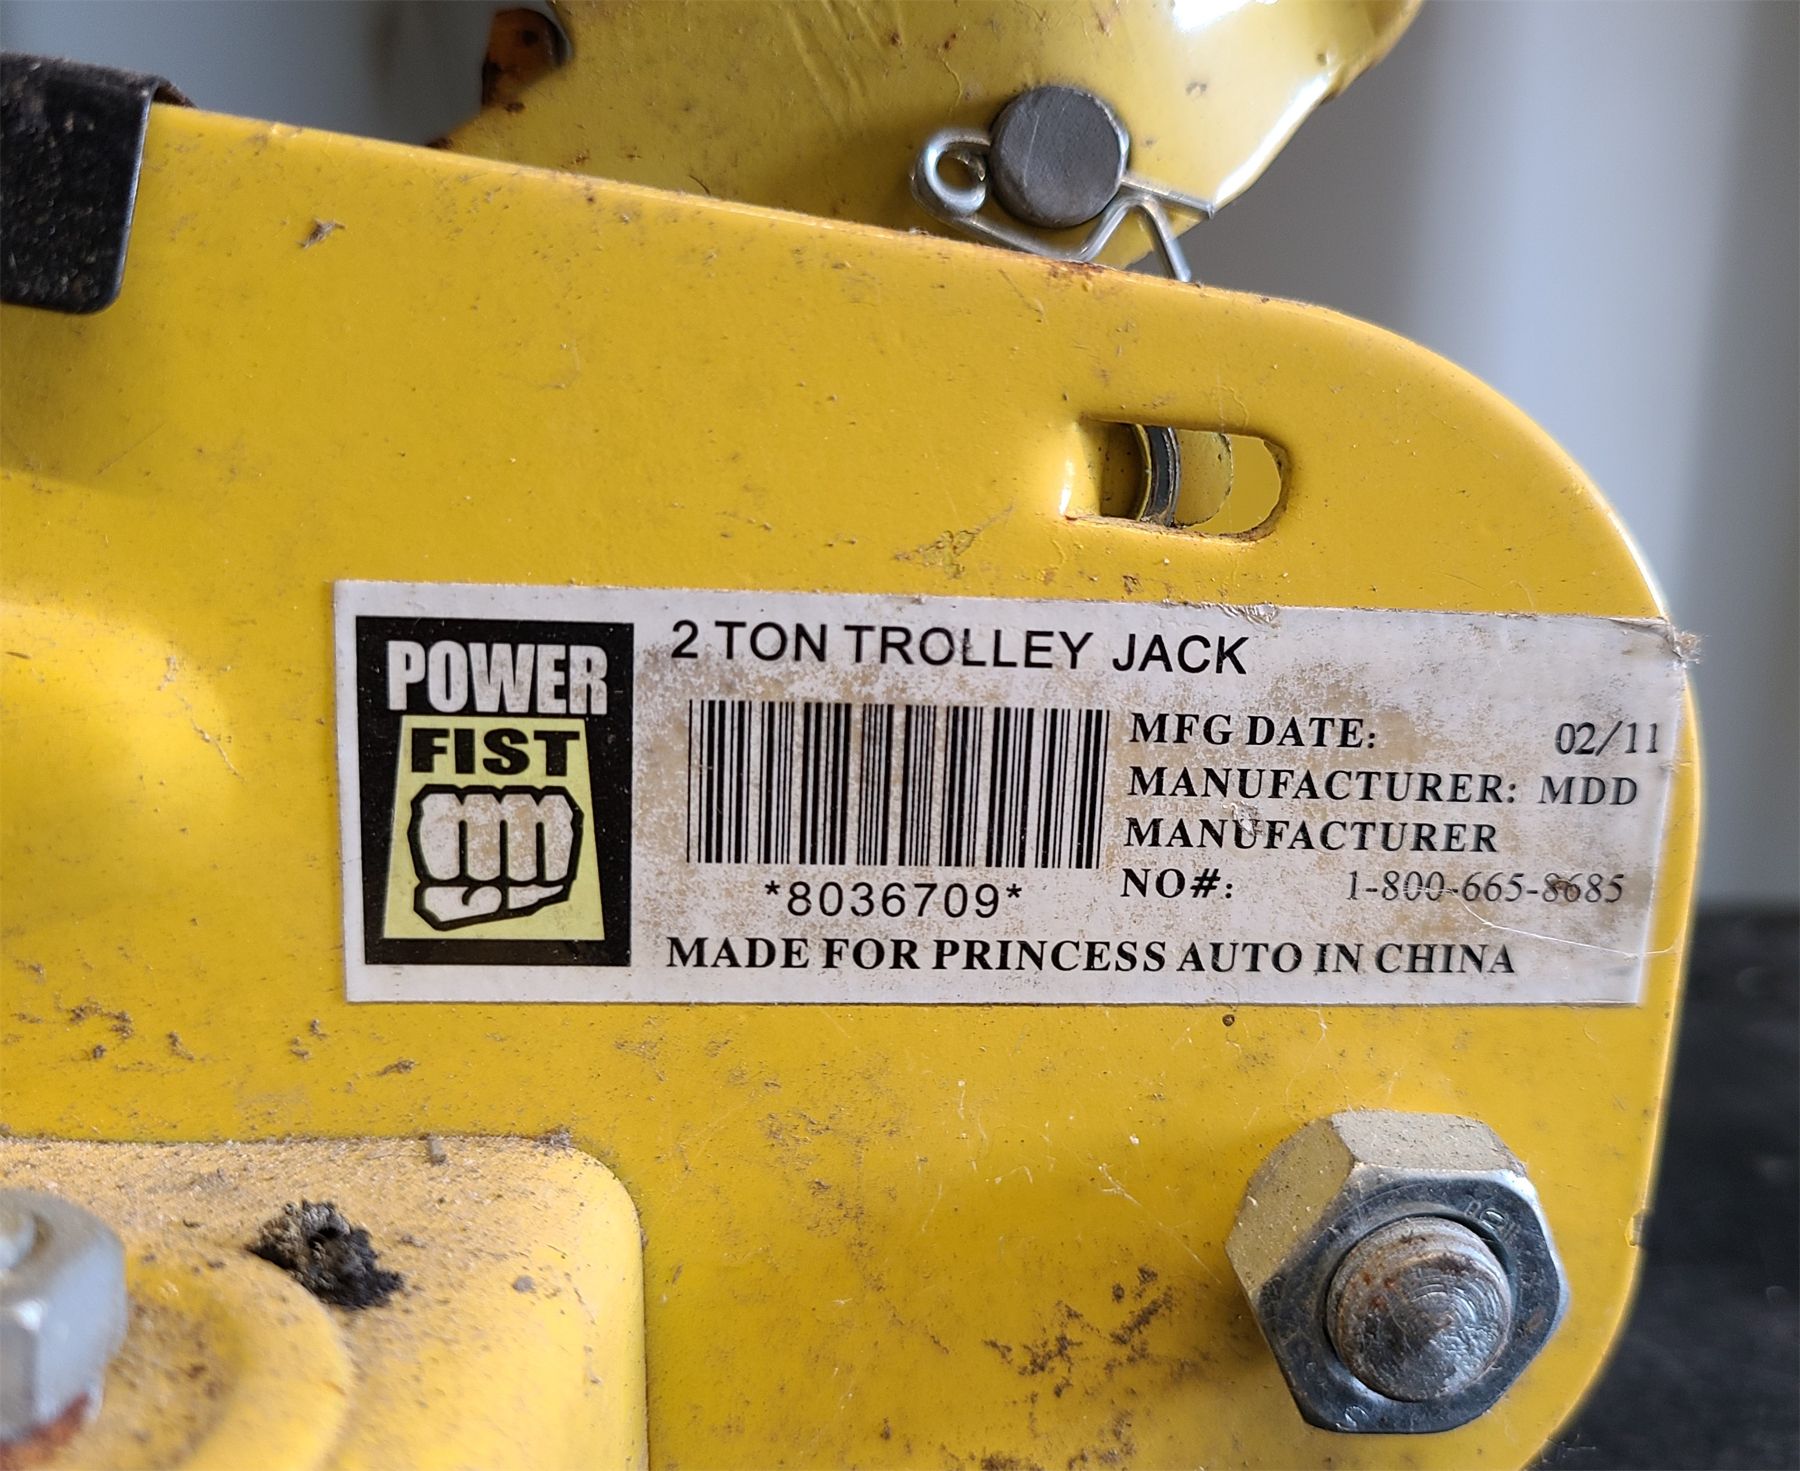 POWER
FIST
2 TON TROLLEY JACK
*8036709*
MFG DATE: 02/11
MANUFACTURER: MDD
MANUFACTURER
NO#: 1-800-665-8685
MADE FOR PRINCESS AUTO IN CHINA